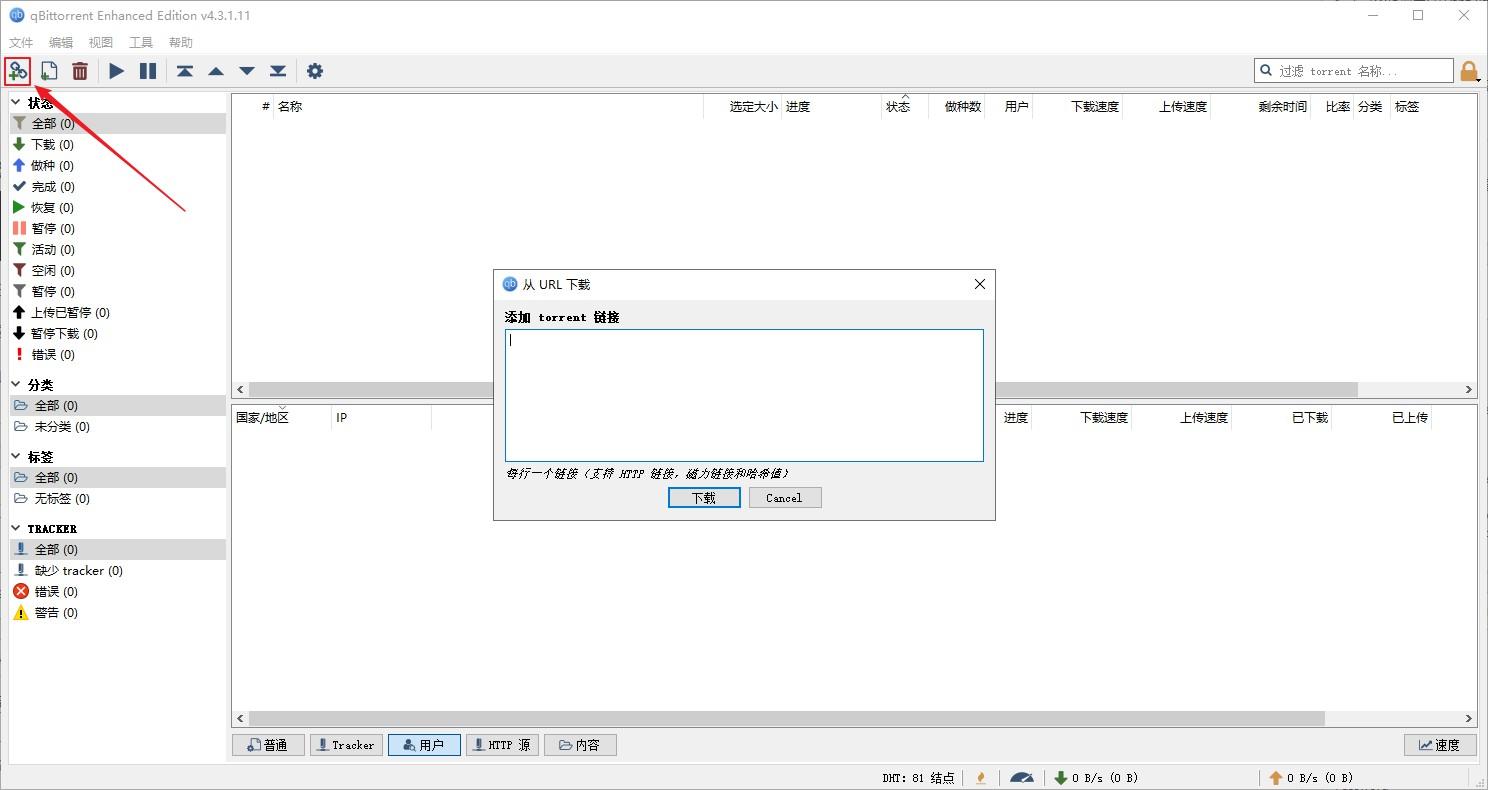 qBittorrent Enhanced Edition v4.3.1.11
文件 编辑 视图 工具 帮助
过滤 torrent 名称...
状态
全部 (0)
下载 (0)
做种 (0)
完成 (0)
恢复 (0)
暂停 (0)
活动 (0)
空闲 (0)
暂停 (0)
上传已暂停 (0)
暂停下载 (0)
错误 (0)
分类
全部 (0)
未分类 (0)
标签
全部 (0)
无标签 (0)
TRACKER
全部 (0)
缺少 tracker (0)
错误 (0)
警告 (0)
# 名称 选定大小 进度 状态 做种数 用户 下载速度 上传速度 剩余时间 比率 分类 标签
从 URL 下载
添加 torrent 链接
每行一个链接（支持 HTTP 链接，磁力链接和哈希值）
下载 Cancel
国家/地区 IP 进度 下载速度 上传速度 已下载 已上传
普通 Tracker 用户 HTTP 源 内容 速度
DHT: 81 结点 0 B/s (0 B) 0 B/s (0 B)